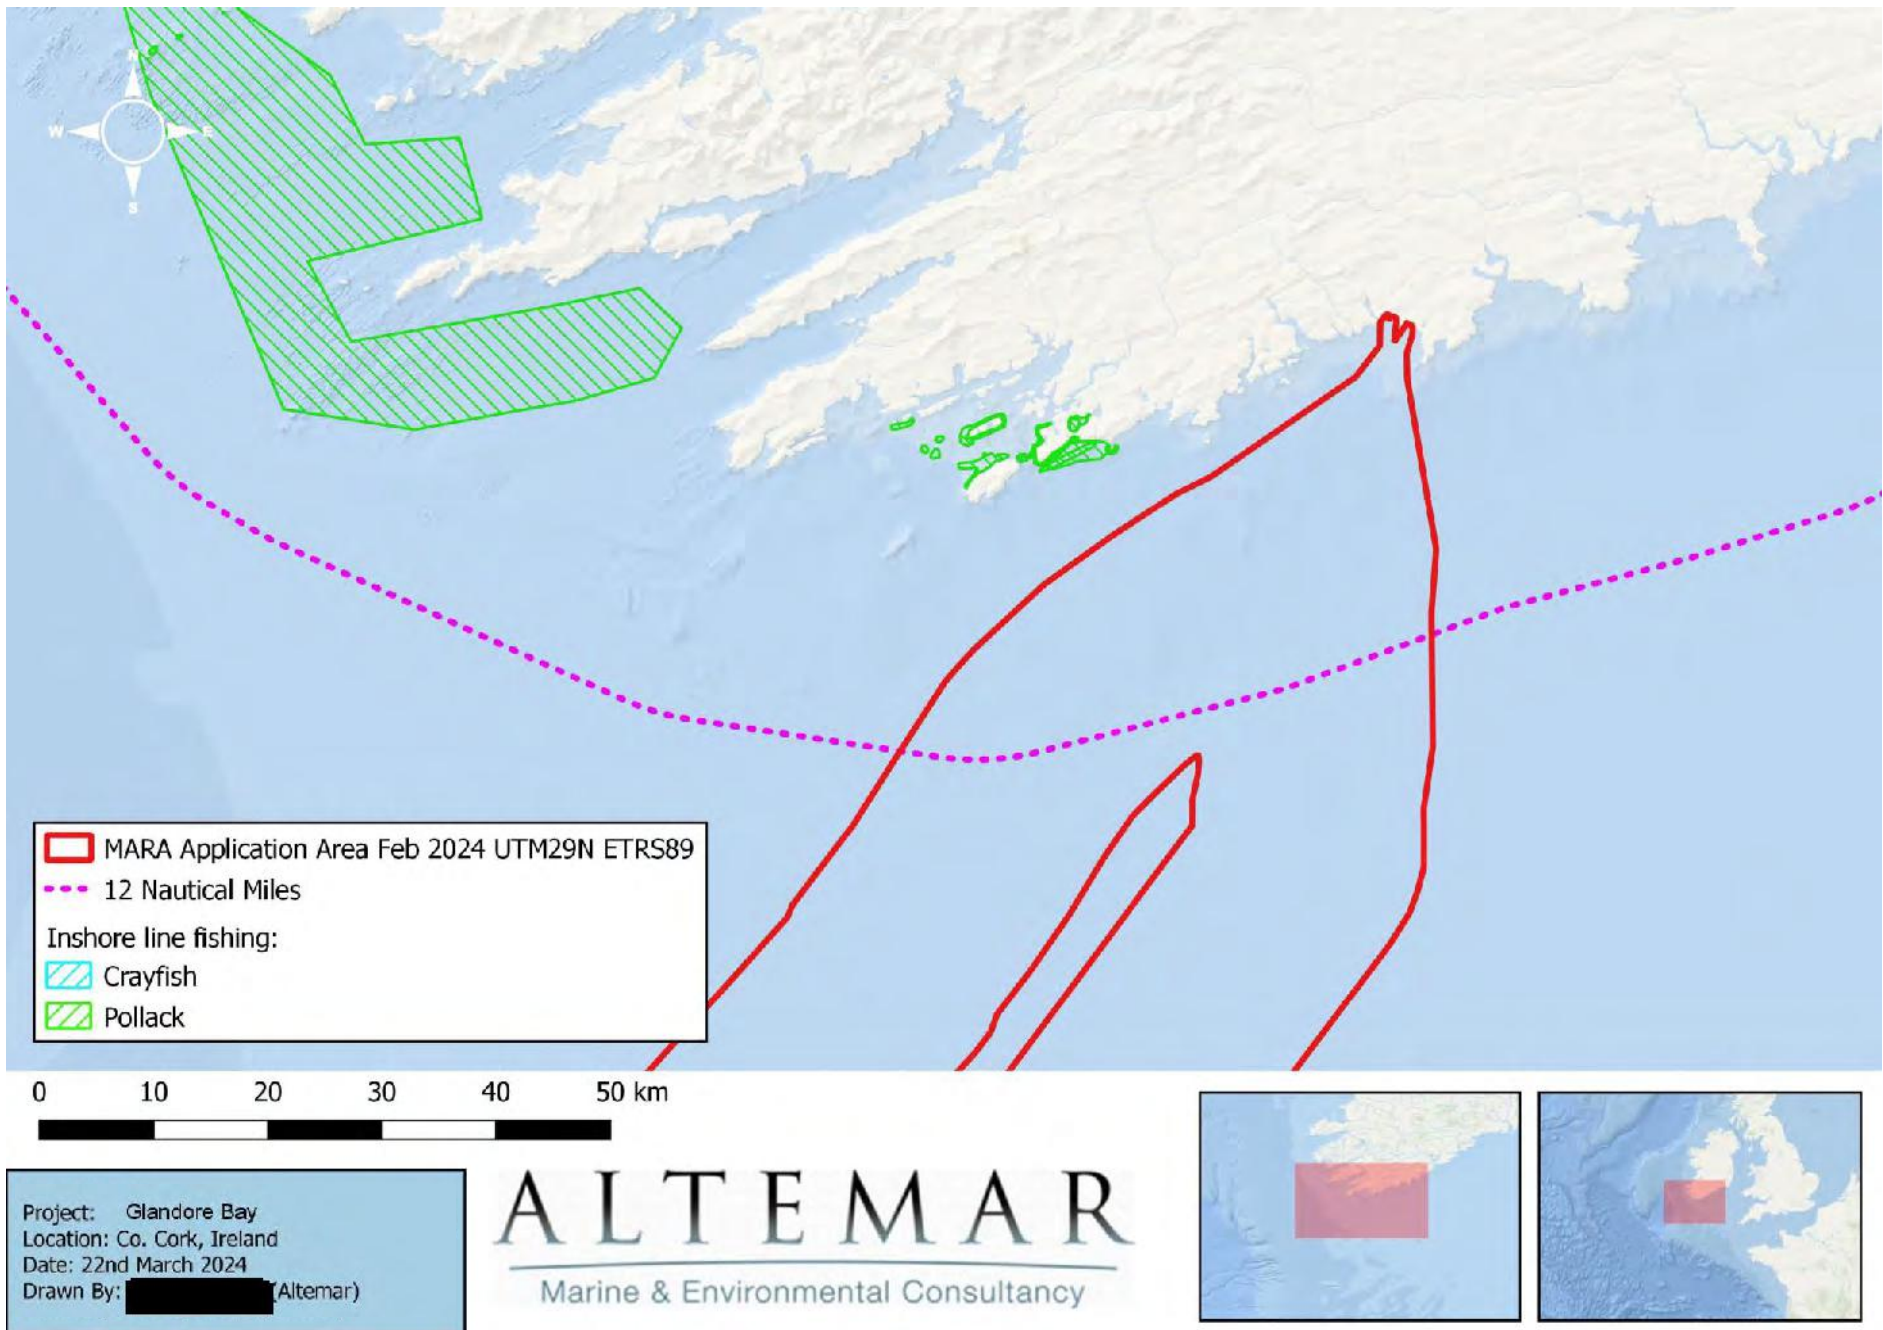 N
W E
S
MARA Application Area Feb 2024 UTM29N ETRS89
12 Nautical Miles
Inshore line fishing:
Crayfish
Pollack
0 10 20 30 40 50 km
Project: Glandore Bay
Location: Co. Cork, Ireland
Date: 22nd March 2024
Drawn By: (Altemar)
ALTEMAR
Marine & Environmental Consultancy